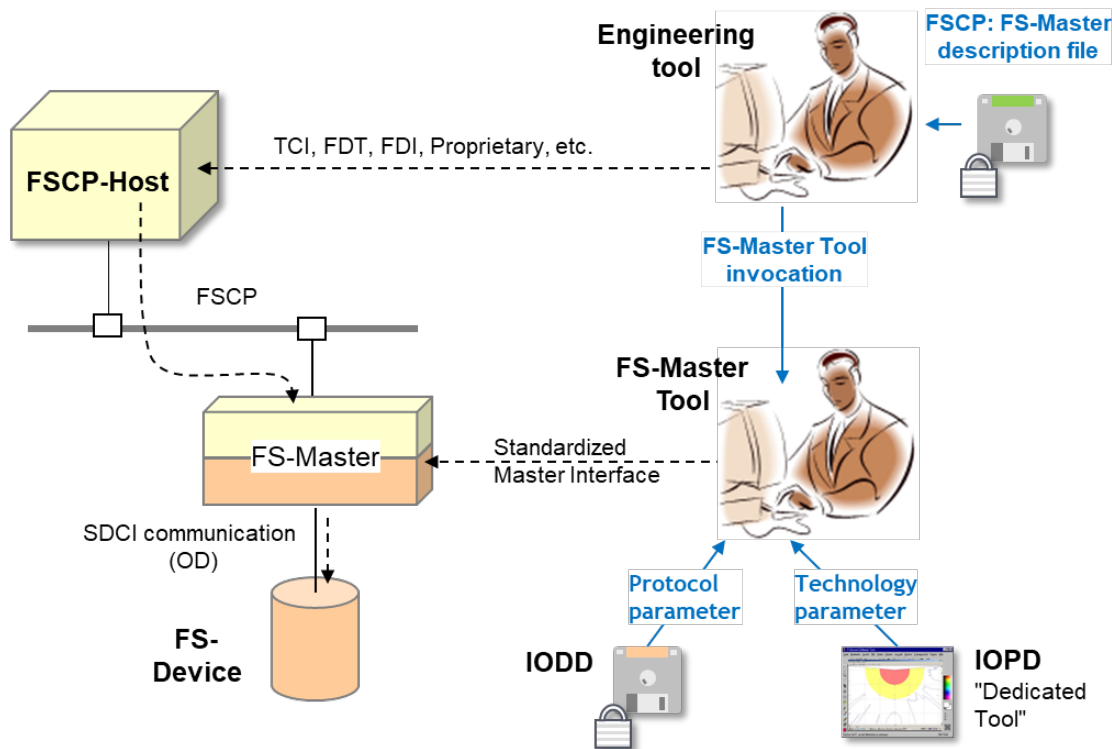 Engineering
tool
FSCP: FS-Master
description file
TCI, FDT, FDI, Proprietary, etc.
FSCP-Host
FS-Master Tool
invocation
FSCP
FS-Master
Tool
FS-Master
Standardized
Master Interface
SDCI communication
(OD)
Protocol
parameter
Technology
parameter
FS-
Device
IODD
IOPD
"Dedicated
Tool"